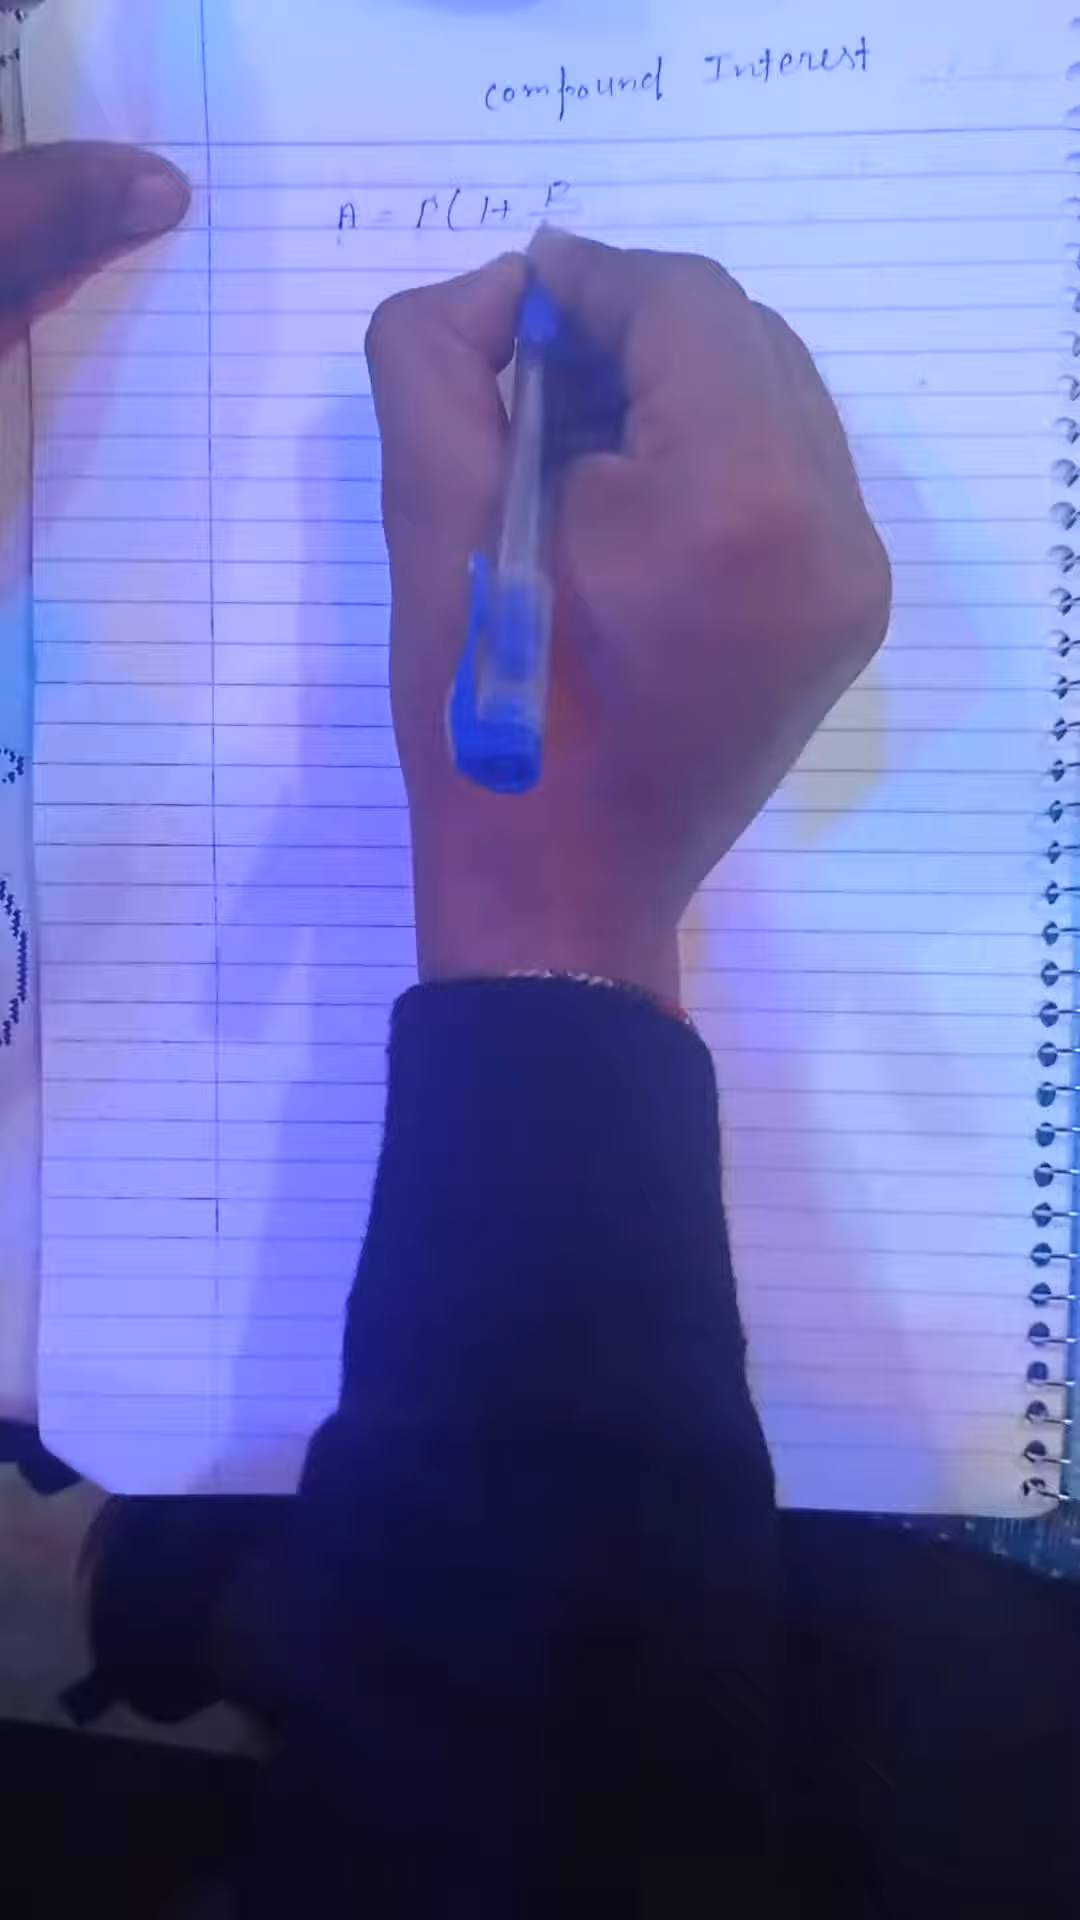 compound Interest
A = P(1+ R